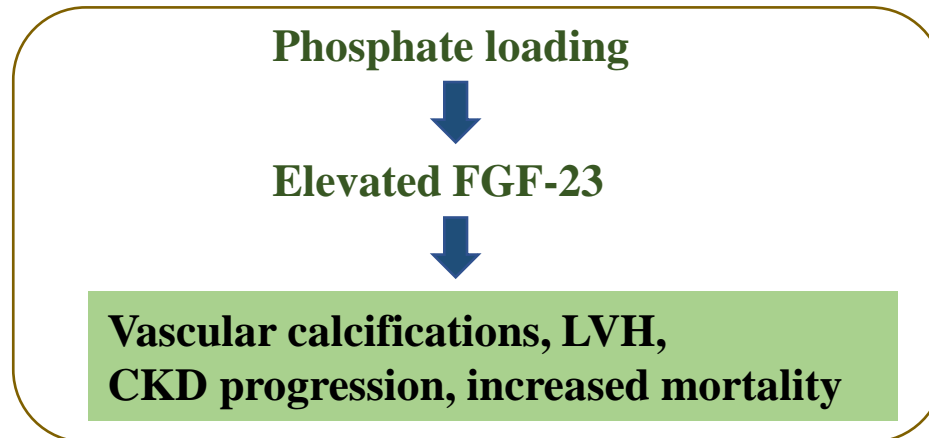 Phosphate loading
Elevated FGF-23
Vascular calcifications, LVH,
CKD progression, increased mortality